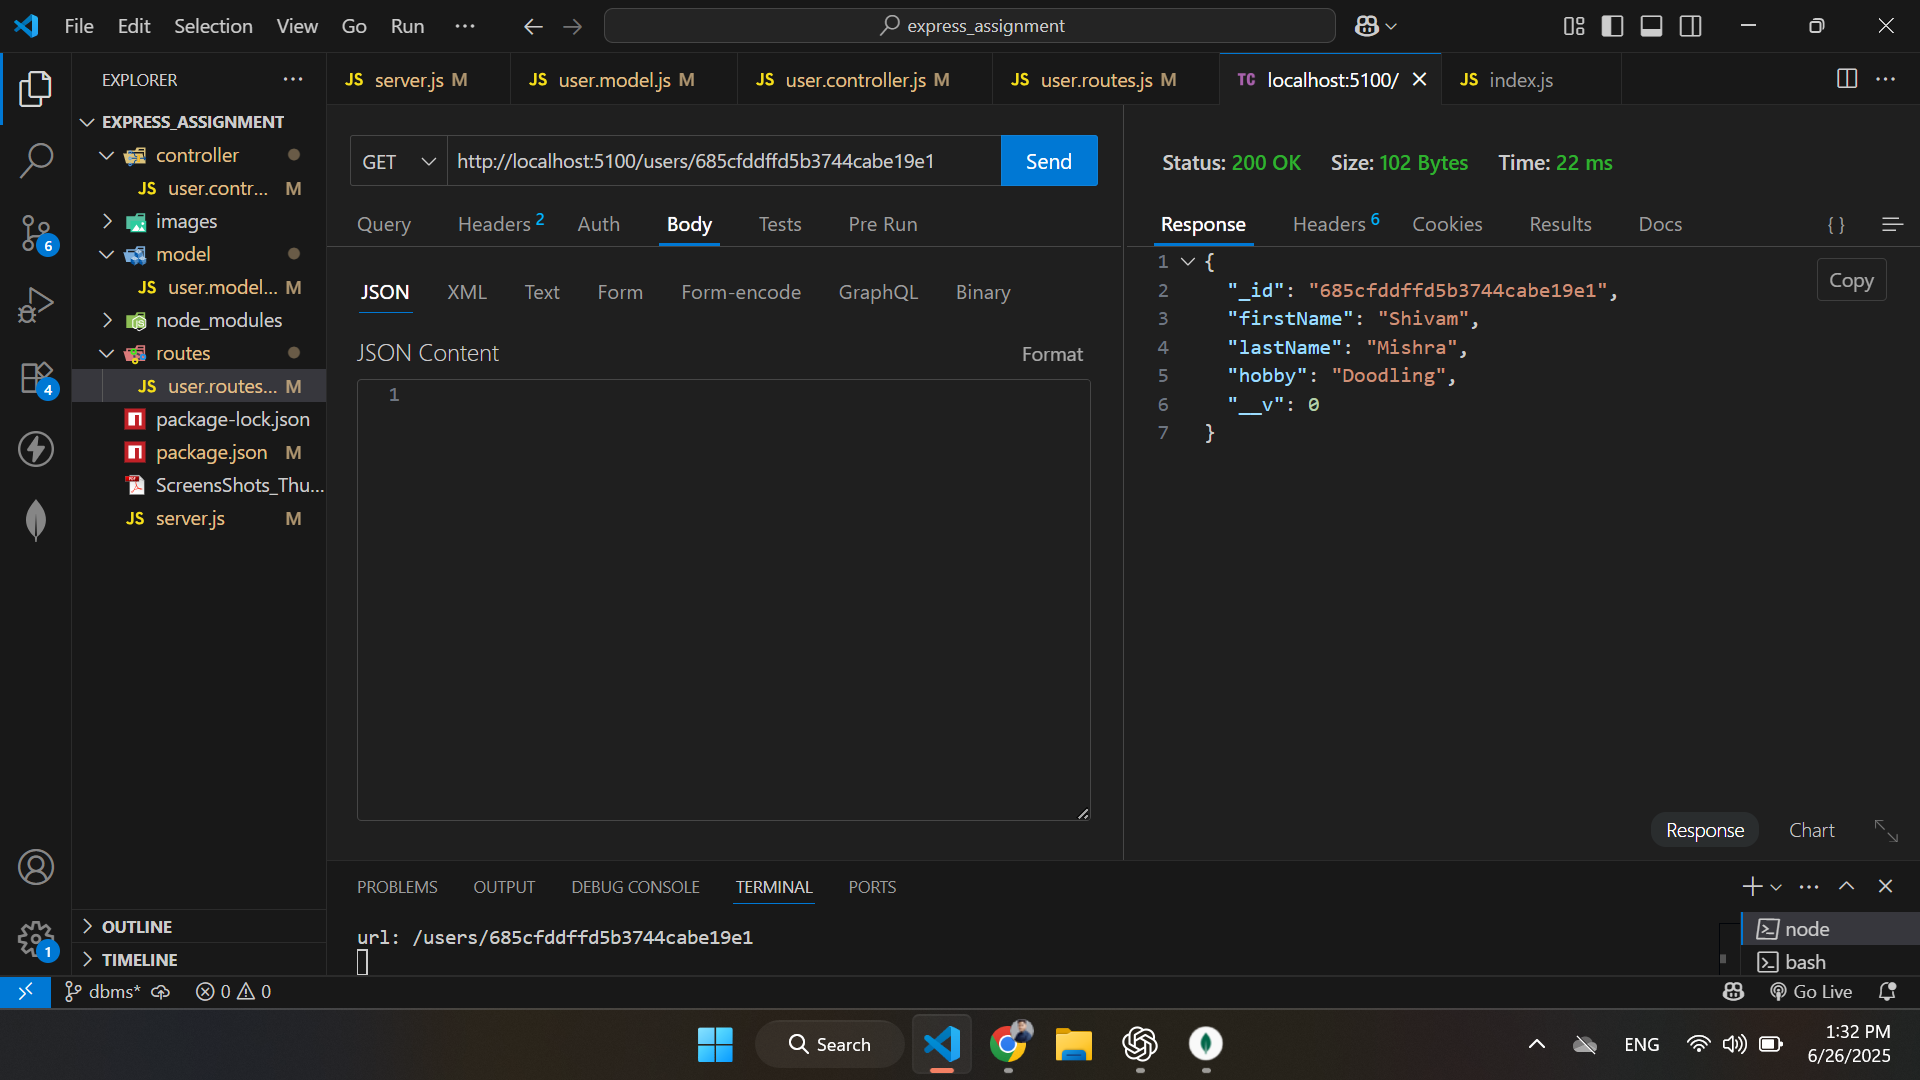 File Edit Selection View Go Run ··· express_assignment
EXPLORER ···
EXPRESS_ASSIGNMENT
controller
JS user.contr... M
images
model
JS user.model... M
node_modules
routes
JS user.routes... M
package-lock.json
package.json M
ScreensShots_Thu...
JS server.js M
OUTLINE
TIMELINE
6
4
1
JS server.js M JS user.model.js M JS user.controller.js M JS user.routes.js M TC localhost:5100/ JS index.js
GET http://localhost:5100/users/685cfddffd5b3744cabe19e1 Send
Query Headers 2 Auth Body Tests Pre Run
JSON XML Text Form Form-encode GraphQL Binary
JSON Content Format
1
Status: 200 OK Size: 102 Bytes Time: 22 ms
Response Headers 6 Cookies Results Docs { }
1 {
2 "_id": "685cfddffd5b3744cabe19e1",
3 "firstName": "Shivam",
4 "lastName": "Mishra",
5 "hobby": "Doodling",
6 "__v": 0
7 }
Copy
Response Chart
PROBLEMS OUTPUT DEBUG CONSOLE TERMINAL PORTS
url: /users/685cfddffd5b3744cabe19e1
node
bash
dbms* 0 0 Go Live
Search ENG 1:32 PM
6/26/2025